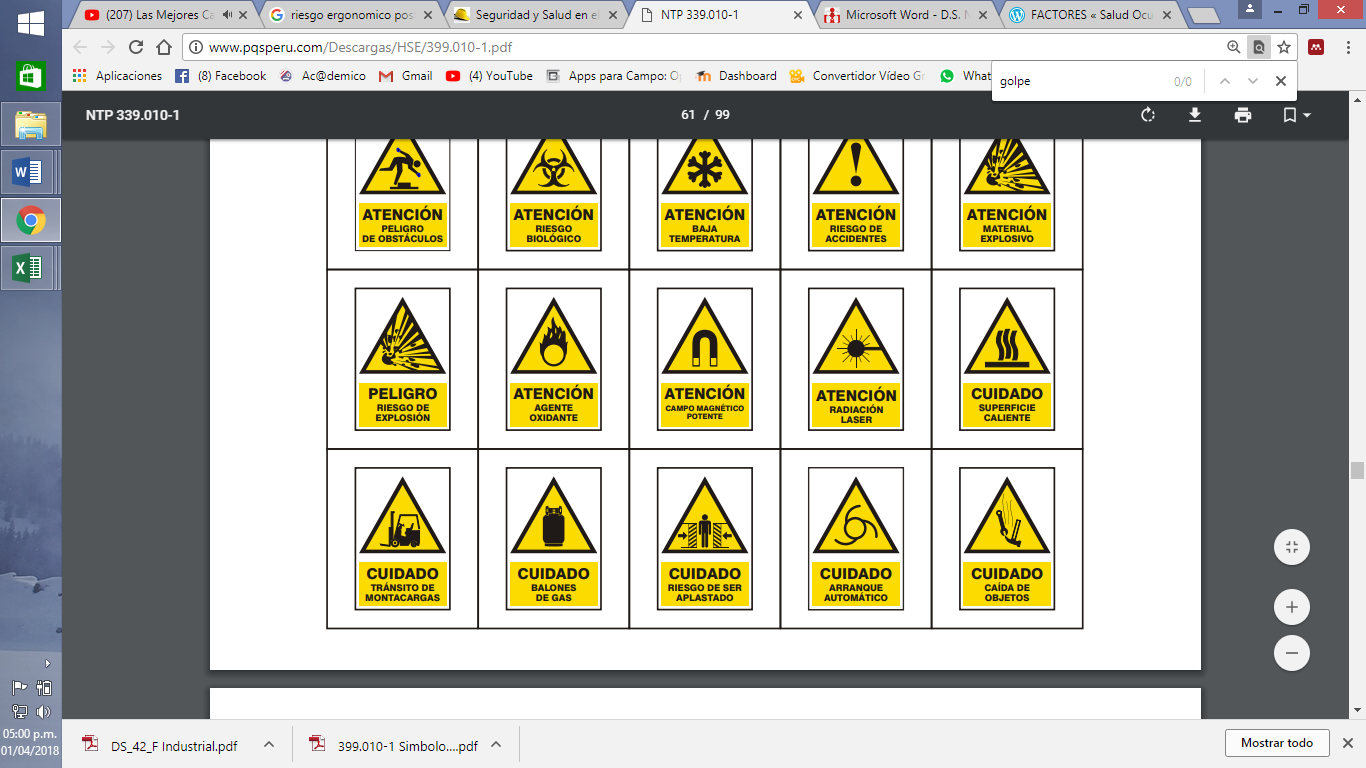 (207) Las Mejores Ca
riesgo ergonomico pos
Seguridad y Salud en el
NTP 339.010-1
Microsoft Word - D.S. N
FACTORES « Salud Ocu
www.pqsperu.com/Descargas/HSE/399.010-1.pdf
Aplicaciones
(8) Facebook
Ac@demico
Gmail
(4) YouTube
Apps para Campo: O
Dashboard
Convertidor Vídeo Gr
What
golpe
0/0
NTP 339.010-1
61 / 99
ATENCIÓN
PELIGRO
DE OBSTÁCULOS
ATENCIÓN
RIESGO
BIOLÓGICO
ATENCIÓN
BAJA
TEMPERATURA
ATENCIÓN
RIESGO DE
ACCIDENTES
ATENCIÓN
MATERIAL
EXPLOSIVO
PELIGRO
RIESGO DE
EXPLOSIÓN
ATENCIÓN
AGENTE
OXIDANTE
ATENCIÓN
CAMPO MAGNÉTICO
POTENTE
ATENCIÓN
RADIACIÓN
LASER
CUIDADO
SUPERFICIE
CALIENTE
CUIDADO
TRÁNSITO DE
MONTACARGAS
CUIDADO
BALONES
DE GAS
CUIDADO
RIESGO DE SER
APLASTADO
CUIDADO
ARRANQUE
AUTOMÁTICO
CUIDADO
CAÍDA DE
OBJETOS
05:00 p.m.
01/04/2018
DS_42_F Industrial.pdf
399.010-1 Simbolo....pdf
Mostrar todo